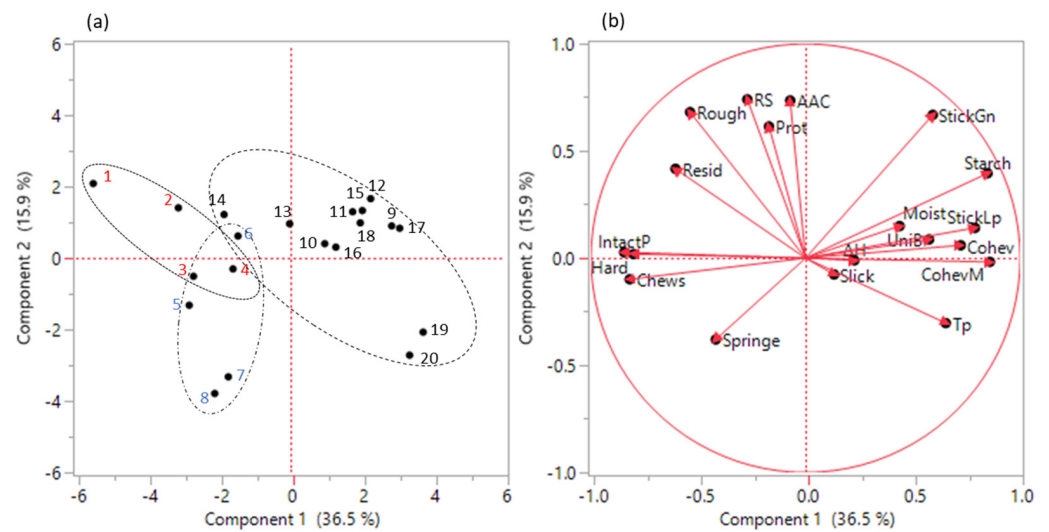 (a)
6
4
2
0
-2
-4
-6
-6
-4
-2
0
2
4
6
Component 2 (15.9 %)
Component 1 (36.5 %)
1
2
3
4
5
6
7
8
14
13
10
16
11
15
12
18
9
17
19
20
(b)
1.0
0.5
0.0
-0.5
-1.0
-1.0
-0.5
0.0
0.5
1.0
Component 2 (15.9 %)
Component 1 (36.5 %)
RS
AAC
Rough
Prot
StickGn
Resid
Starch
Moist
StickLp
UniB
Cohev
IntactP
AH
Hard
CohevM
Chews
Slick
Tp
Springe